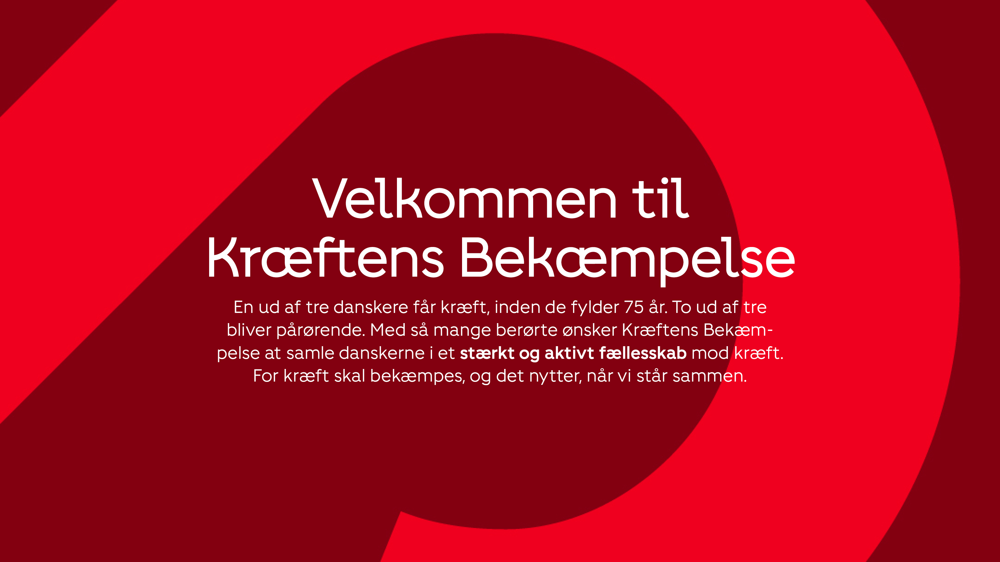 Velkommen til
Kræftens Bekæmpelse
En ud af tre danskere får kræft, inden de fylder 75 år. To ud af tre
bliver pårørende. Med så mange berørte ønsker Kræftens Bekæm-
pelse at samle danskerne i et stærkt og aktivt fællesskab mod kræft.
For kræft skal bekæmpes, og det nytter, når vi står sammen.